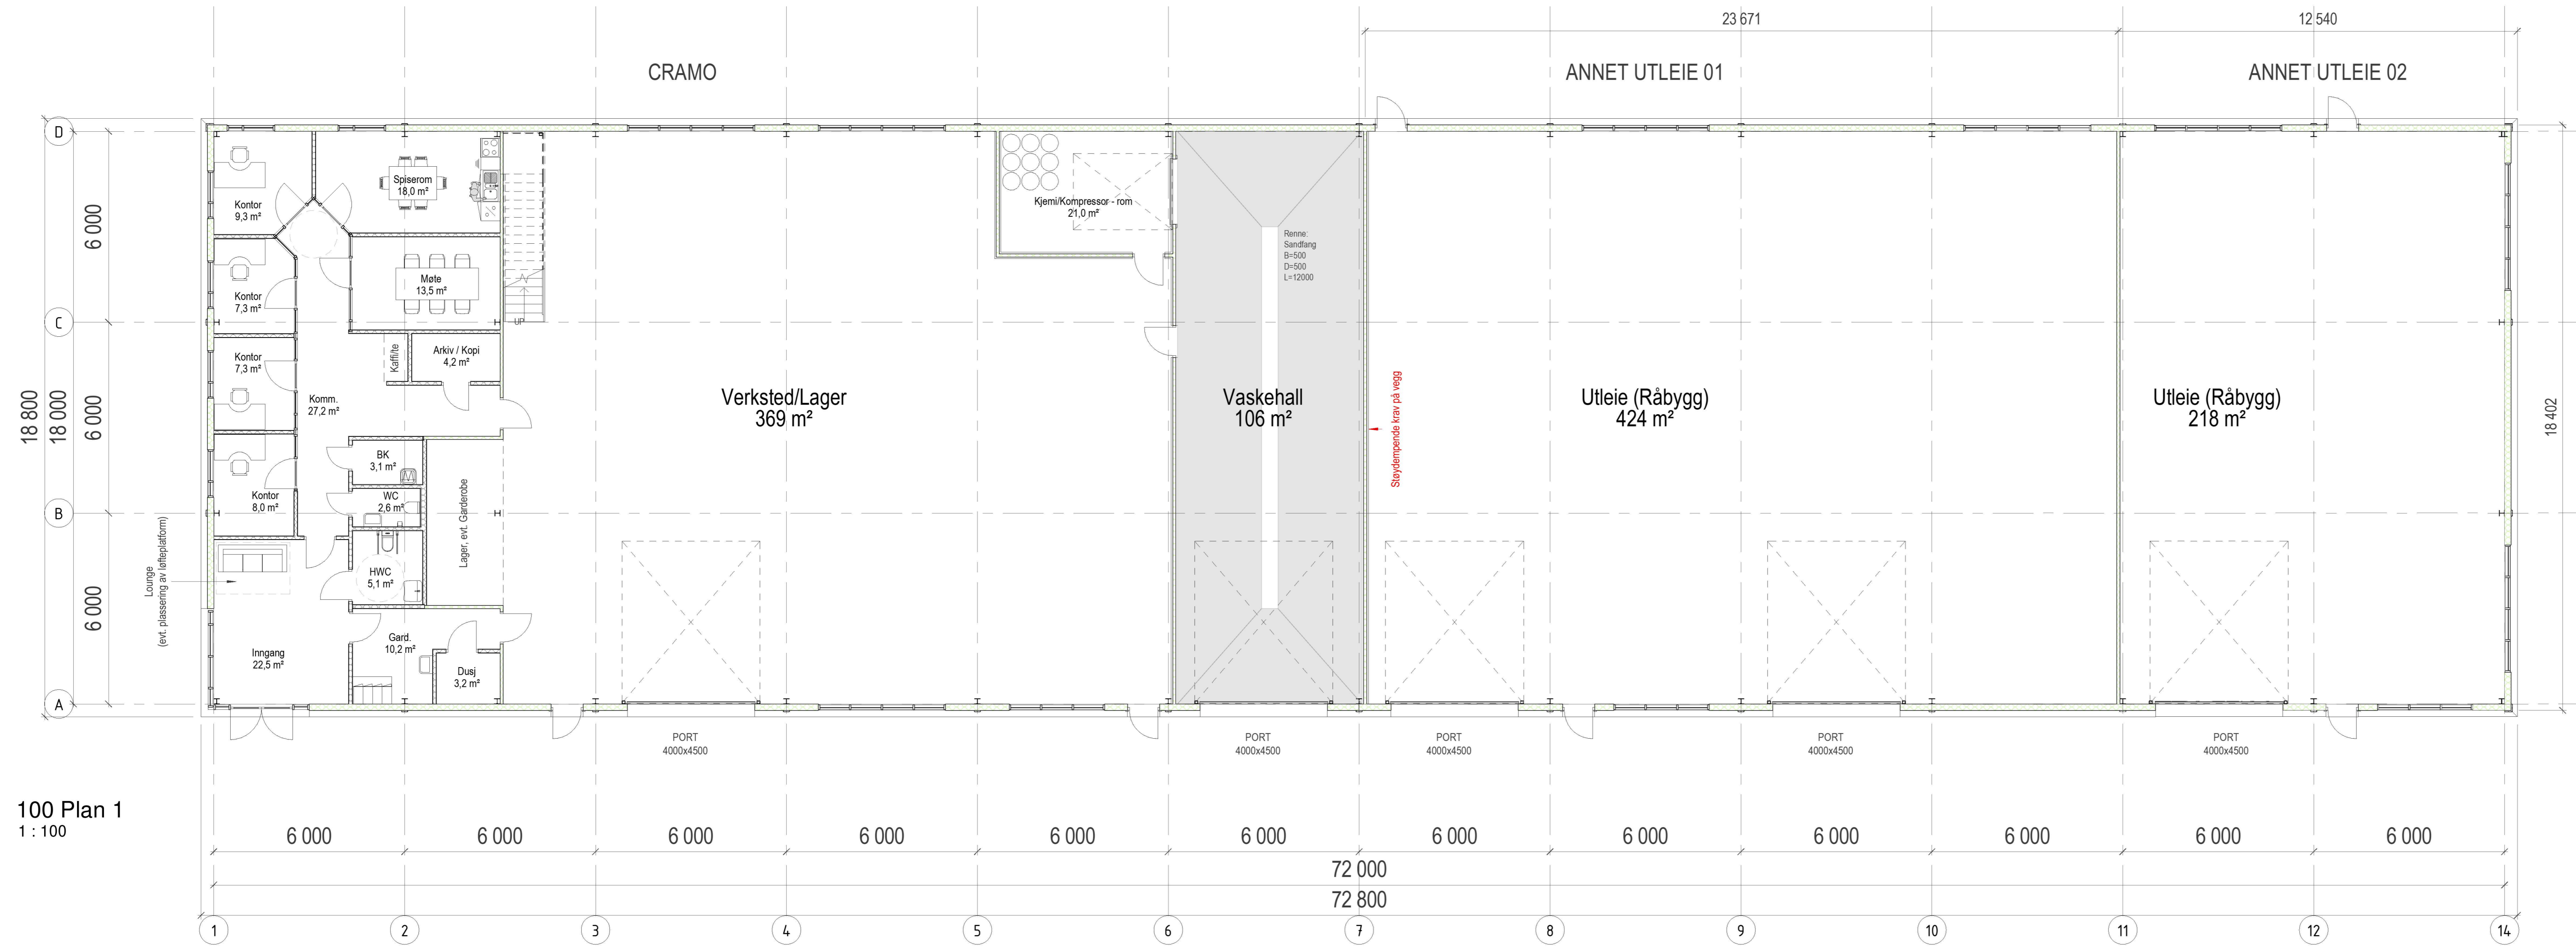 23 671
12 540
CRAMO
ANNET UTLEIE 01
ANNET UTLEIE 02
D
C
B
A
18 800
18 000
6 000
6 000
6 000
18 402
Kontor
9,3 m²
Spiserom
18,0 m²
Kjemi/Kompressor - rom
21,0 m²
Renne:
Sandfang
B=500
D=500
L=12000
Kontor
7,3 m²
Møte
13,5 m²
UP
Kontor
7,3 m²
Kaffi/te
Arkiv / Kopi
4,2 m²
Komm.
27,2 m²
Verksted/Lager
369 m²
Vaskehall
106 m²
Støydempende krav på vegg
Utleie (Råbygg)
424 m²
Utleie (Råbygg)
218 m²
BK
3,1 m²
Kontor
8,0 m²
WC
2,6 m²
Lager, evt. Garderobe
Lounge
(evt. plassering av løfteplatform)
HWC
5,1 m²
Inngang
22,5 m²
Gard.
10,2 m²
Dusj
3,2 m²
PORT
4000x4500
PORT
4000x4500
PORT
4000x4500
PORT
4000x4500
PORT
4000x4500
100 Plan 1
1 : 100
6 000
6 000
6 000
6 000
6 000
6 000
6 000
6 000
6 000
6 000
6 000
6 000
72 000
72 800
1
2
3
4
5
6
7
8
9
10
11
12
14